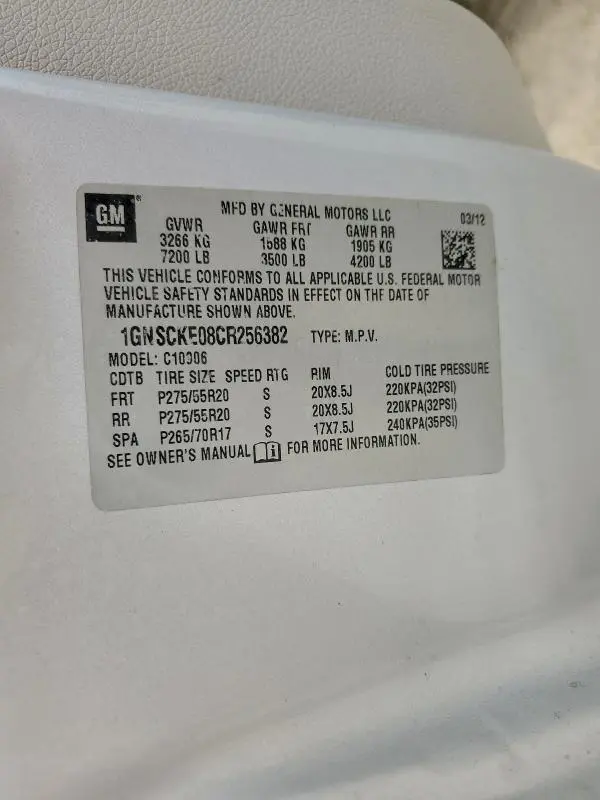 GM®
MFD BY GENERAL MOTORS LLC 03/12
GVWR GAWR FRT GAWR RR
3266 KG 1588 KG 1905 KG
7200 LB 3500 LB 4200 LB
THIS VEHICLE CONFORMS TO ALL APPLICABLE U.S. FEDERAL MOTOR
VEHICLE SAFETY STANDARDS IN EFFECT ON THE DATE OF
MANUFACTURE SHOWN ABOVE.
1GNSCKE08CR256382 TYPE: M.P.V.
MODEL: C10306
CDTB TIRE SIZE SPEED RTG RIM COLD TIRE PRESSURE
FRT P275/55R20 S 20X8.5J 220KPA(32PSI)
RR P275/55R20 S 20X8.5J 220KPA(32PSI)
SPA P265/70R17 S 17X7.5J 240KPA(35PSI)
SEE OWNER'S MANUAL i FOR MORE INFORMATION.